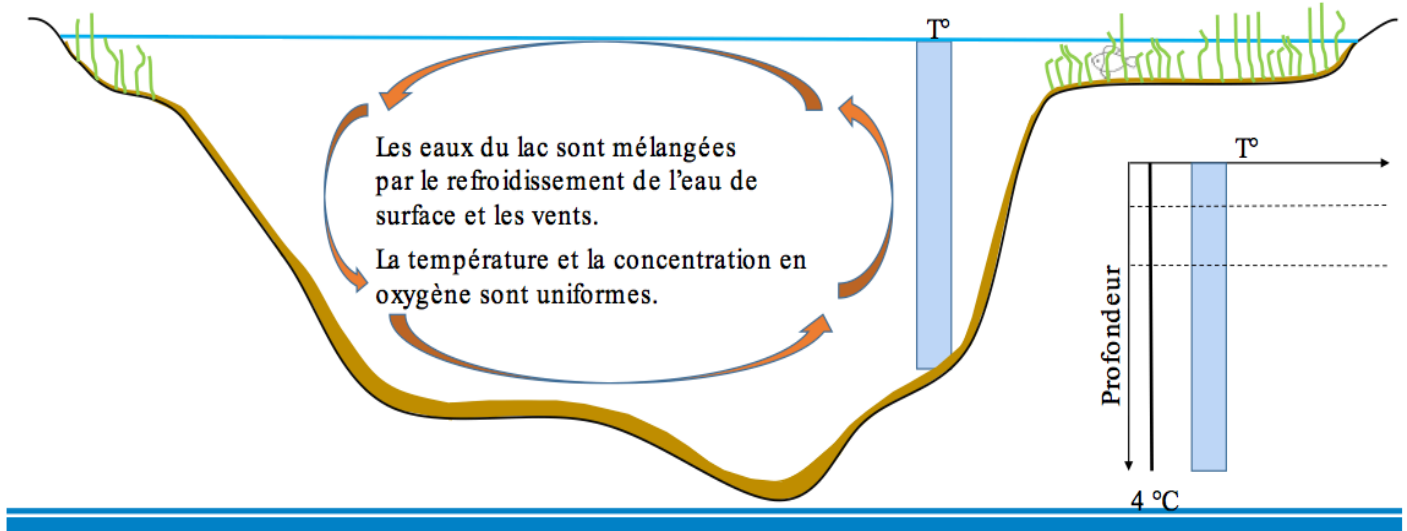 T°
Les eaux du lac sont mélangées
par le refroidissement de l'eau de
surface et les vents.
La température et la concentration en
oxygène sont uniformes.
T°
Profondeur
4 °C